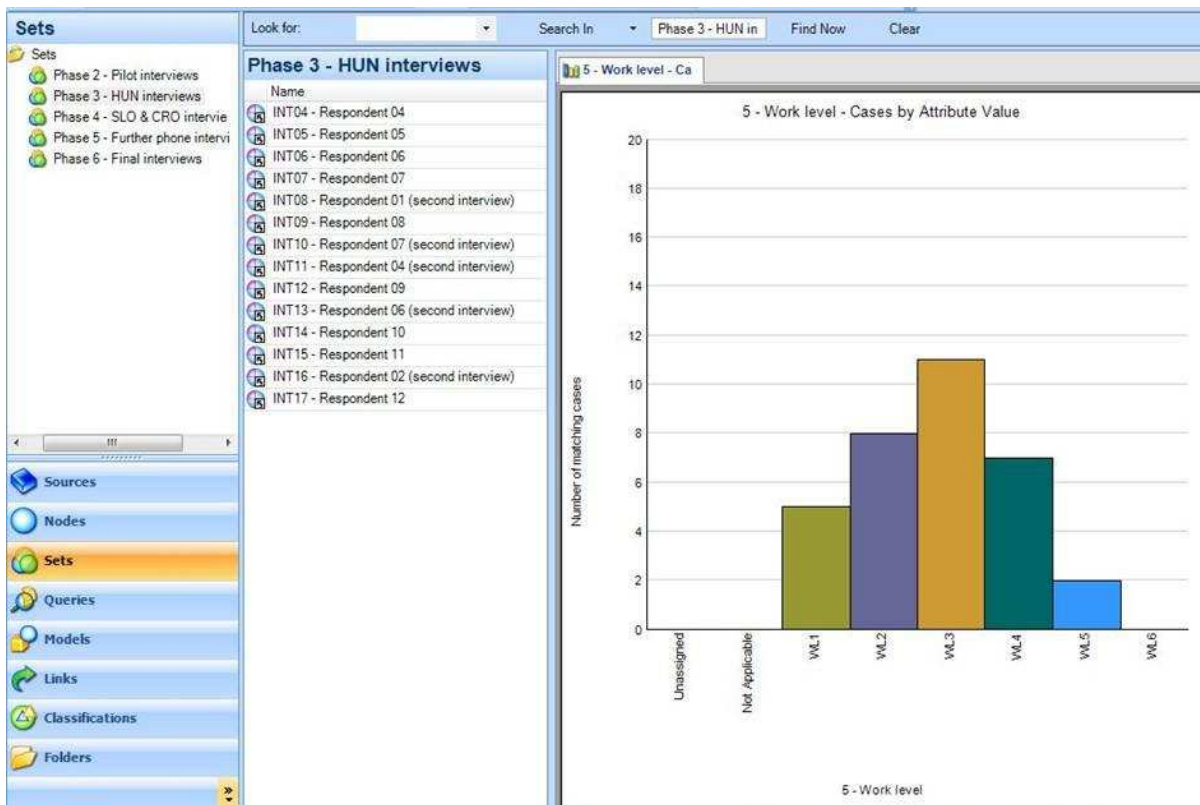 Sets
Sets
Phase 2 - Pilot interviews
Phase 3 - HUN interviews
Phase 4 - SLO & CRO intervie
Phase 5 - Further phone intervi
Phase 6 - Final interviews
Sources
Nodes
Sets
Queries
Models
Links
Classifications
Folders
Look for: Search In Phase 3 - HUN in Find Now Clear
Phase 3 - HUN interviews
Name
INT04 - Respondent 04
INT05 - Respondent 05
INT06 - Respondent 06
INT07 - Respondent 07
INT08 - Respondent 01 (second interview)
INT09 - Respondent 08
INT10 - Respondent 07 (second interview)
INT11 - Respondent 04 (second interview)
INT12 - Respondent 09
INT13 - Respondent 06 (second interview)
INT14 - Respondent 10
INT15 - Respondent 11
INT16 - Respondent 02 (second interview)
INT17 - Respondent 12
5 - Work level - Ca
5 - Work level - Cases by Attribute Value
Number of matching cases
20
18
16
14
12
10
8
6
4
2
0
Unassigned
Not Applicable
WL1
WL2
WL3
WL4
WL5
WL6
5 - Work level